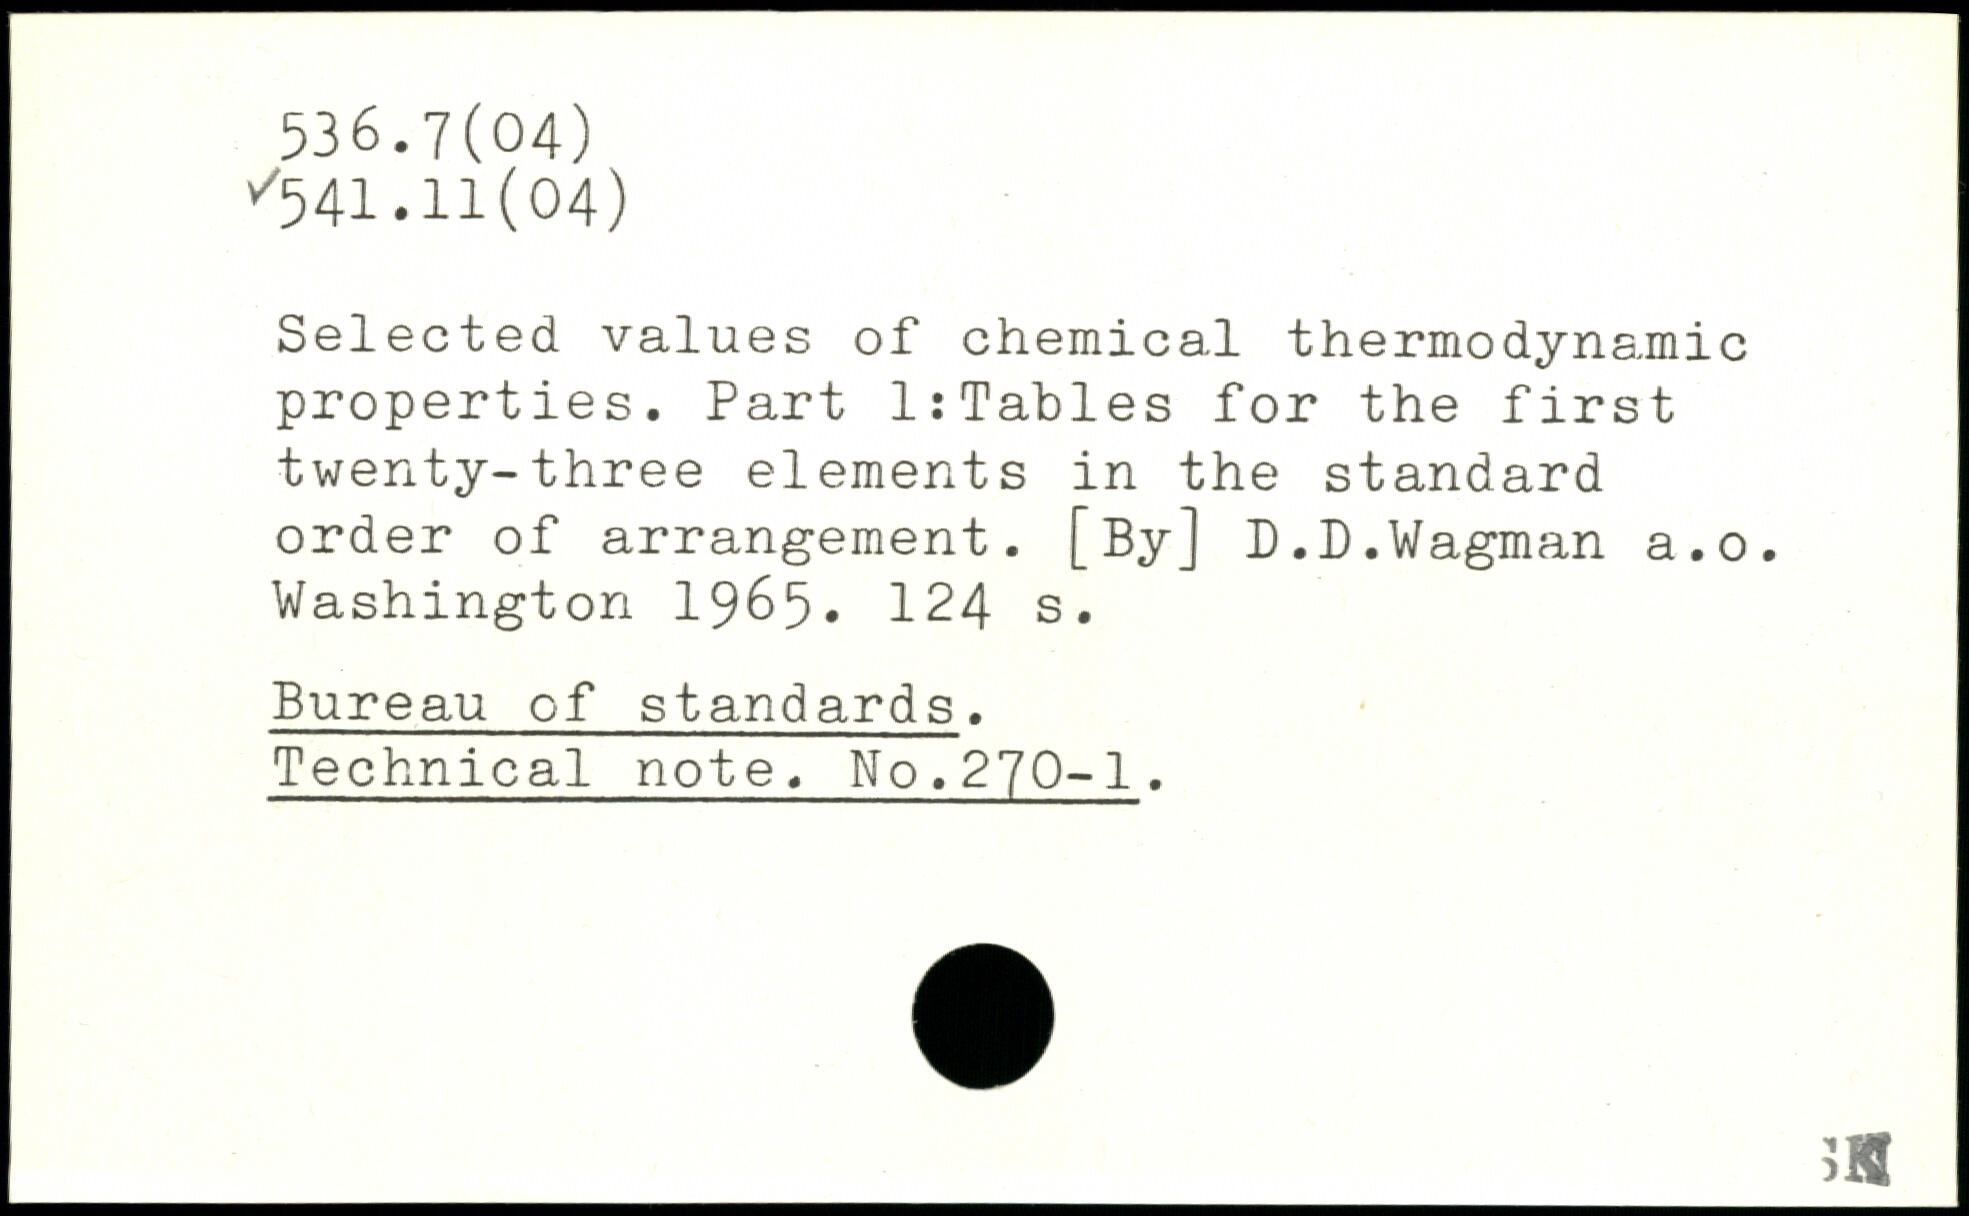 536.7(04)
✓541.11(04)
Selected values of chemical thermodynamic
properties. Part 1:Tables for the first
twenty-three elements in the standard
order of arrangement. [By] D.D.Wagman a.o.
Washington 1965. 124 s.
Bureau of standards.
Technical note. No.270-1.